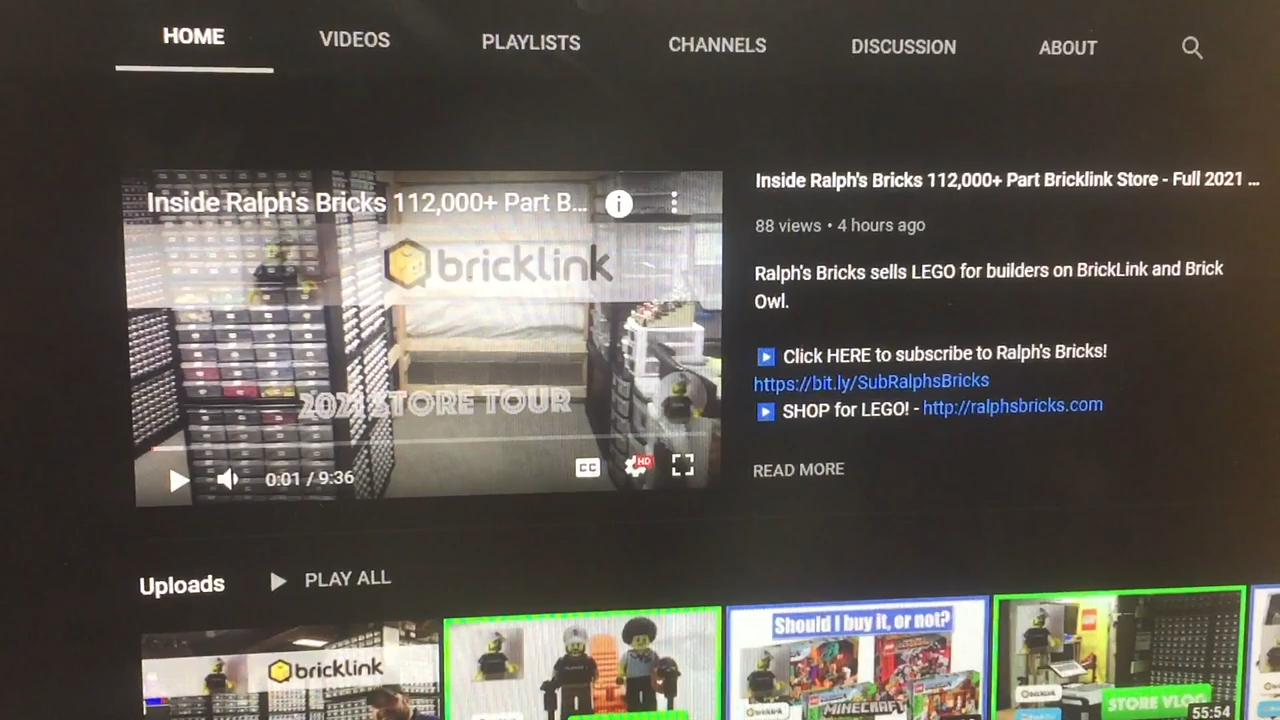 HOME VIDEOS PLAYLISTS CHANNELS DISCUSSION ABOUT
Inside Ralph's Bricks 112,000+ Part B...
bricklink
2021 STORE TOUR
0:01 / 9:36
CC
HD
Inside Ralph's Bricks 112,000+ Part Bricklink Store - Full 2021 ...
88 views • 4 hours ago
Ralph's Bricks sells LEGO for builders on BrickLink and Brick
Owl.
Click HERE to subscribe to Ralph's Bricks!
https://bit.ly/SubRalphsBricks
SHOP for LEGO! - http://ralphsbricks.com
READ MORE
Uploads PLAY ALL
bricklink
Should I buy it, or not?
MINECRAFT
STORE VLOG
55:54